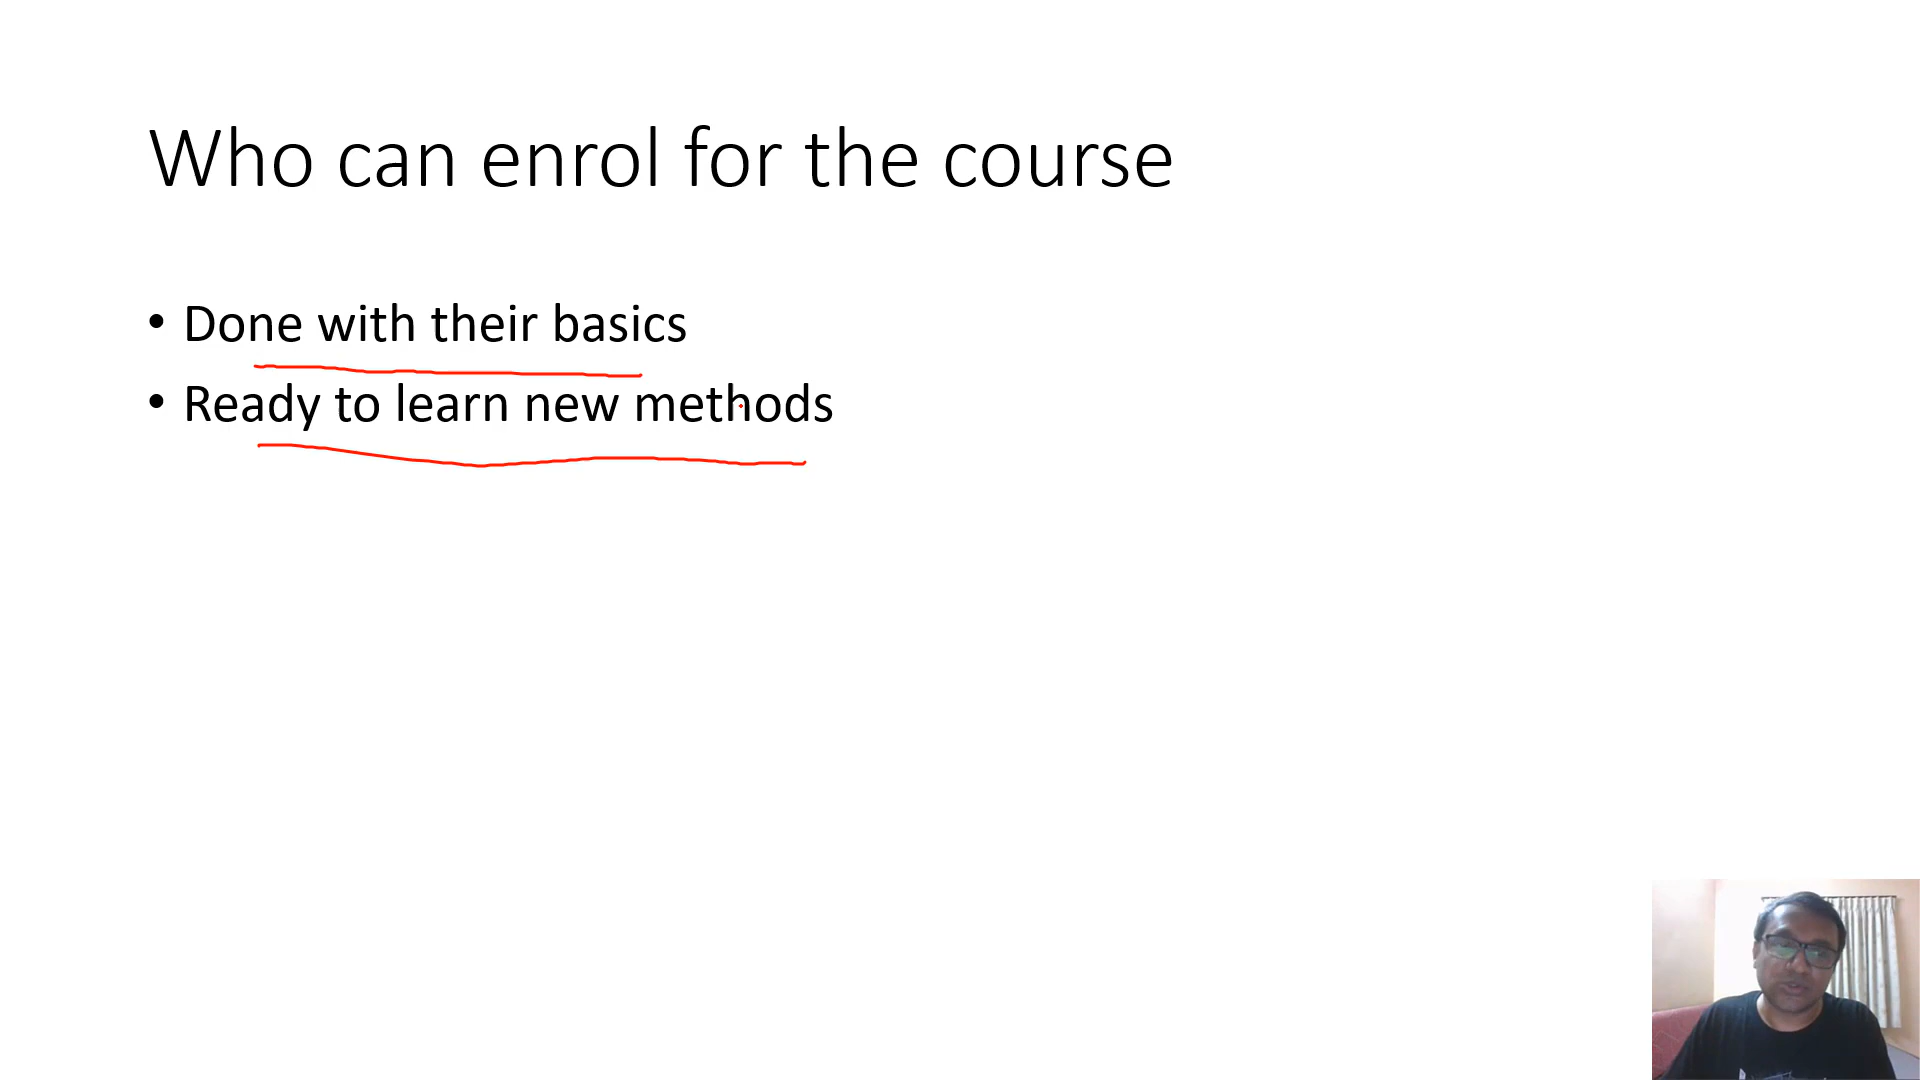 Who can enrol for the course
• Done with their basics
• Ready to learn new methods